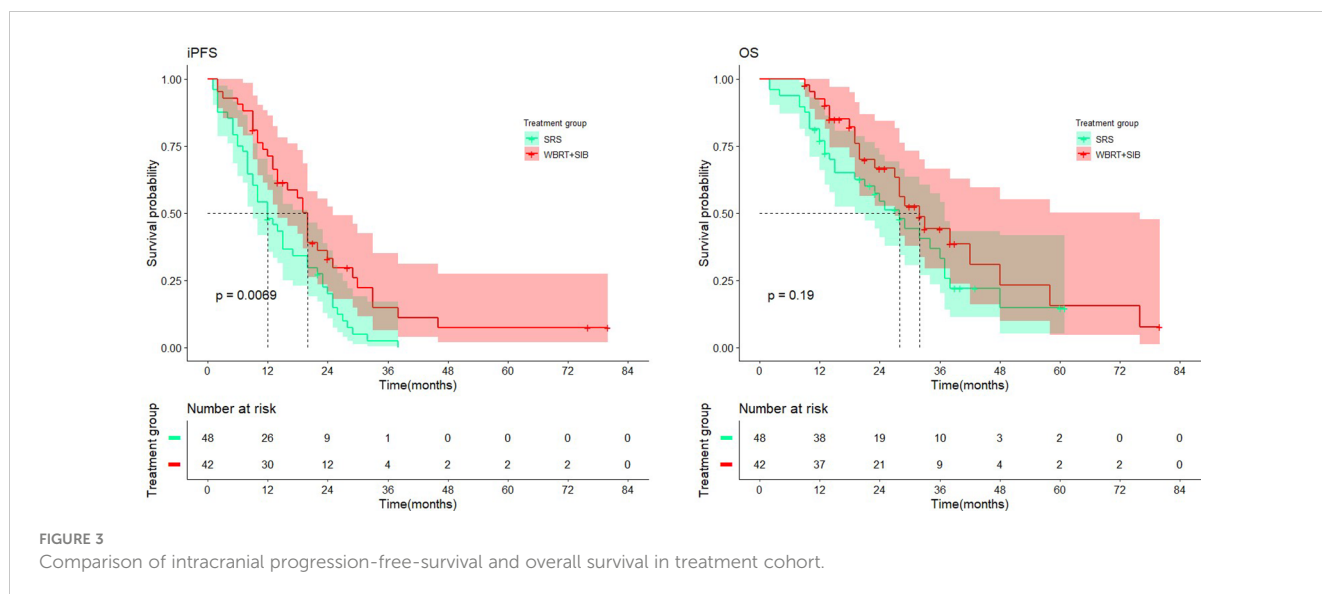 iPFS
1.00
0.75
0.50
0.25
0.00
Survival probability
Treatment group
SRS
WBRT+SIB
p = 0.0069
0 12 24 36 48 60 72 84
Time(months)
Number at risk
Treatment group
48 26 9 1 0 0 0 0
42 30 12 4 2 2 2 0
0 12 24 36 48 60 72 84
Time(months)
OS
1.00
0.75
0.50
0.25
0.00
Survival probability
Treatment group
SRS
WBRT+SIB
p = 0.19
0 12 24 36 48 60 72 84
Time(months)
Number at risk
Treatment group
48 38 19 10 3 2 0 0
42 37 21 9 4 2 2 0
0 12 24 36 48 60 72 84
Time(months)
FIGURE 3
Comparison of intracranial progression-free-survival and overall survival in treatment cohort.